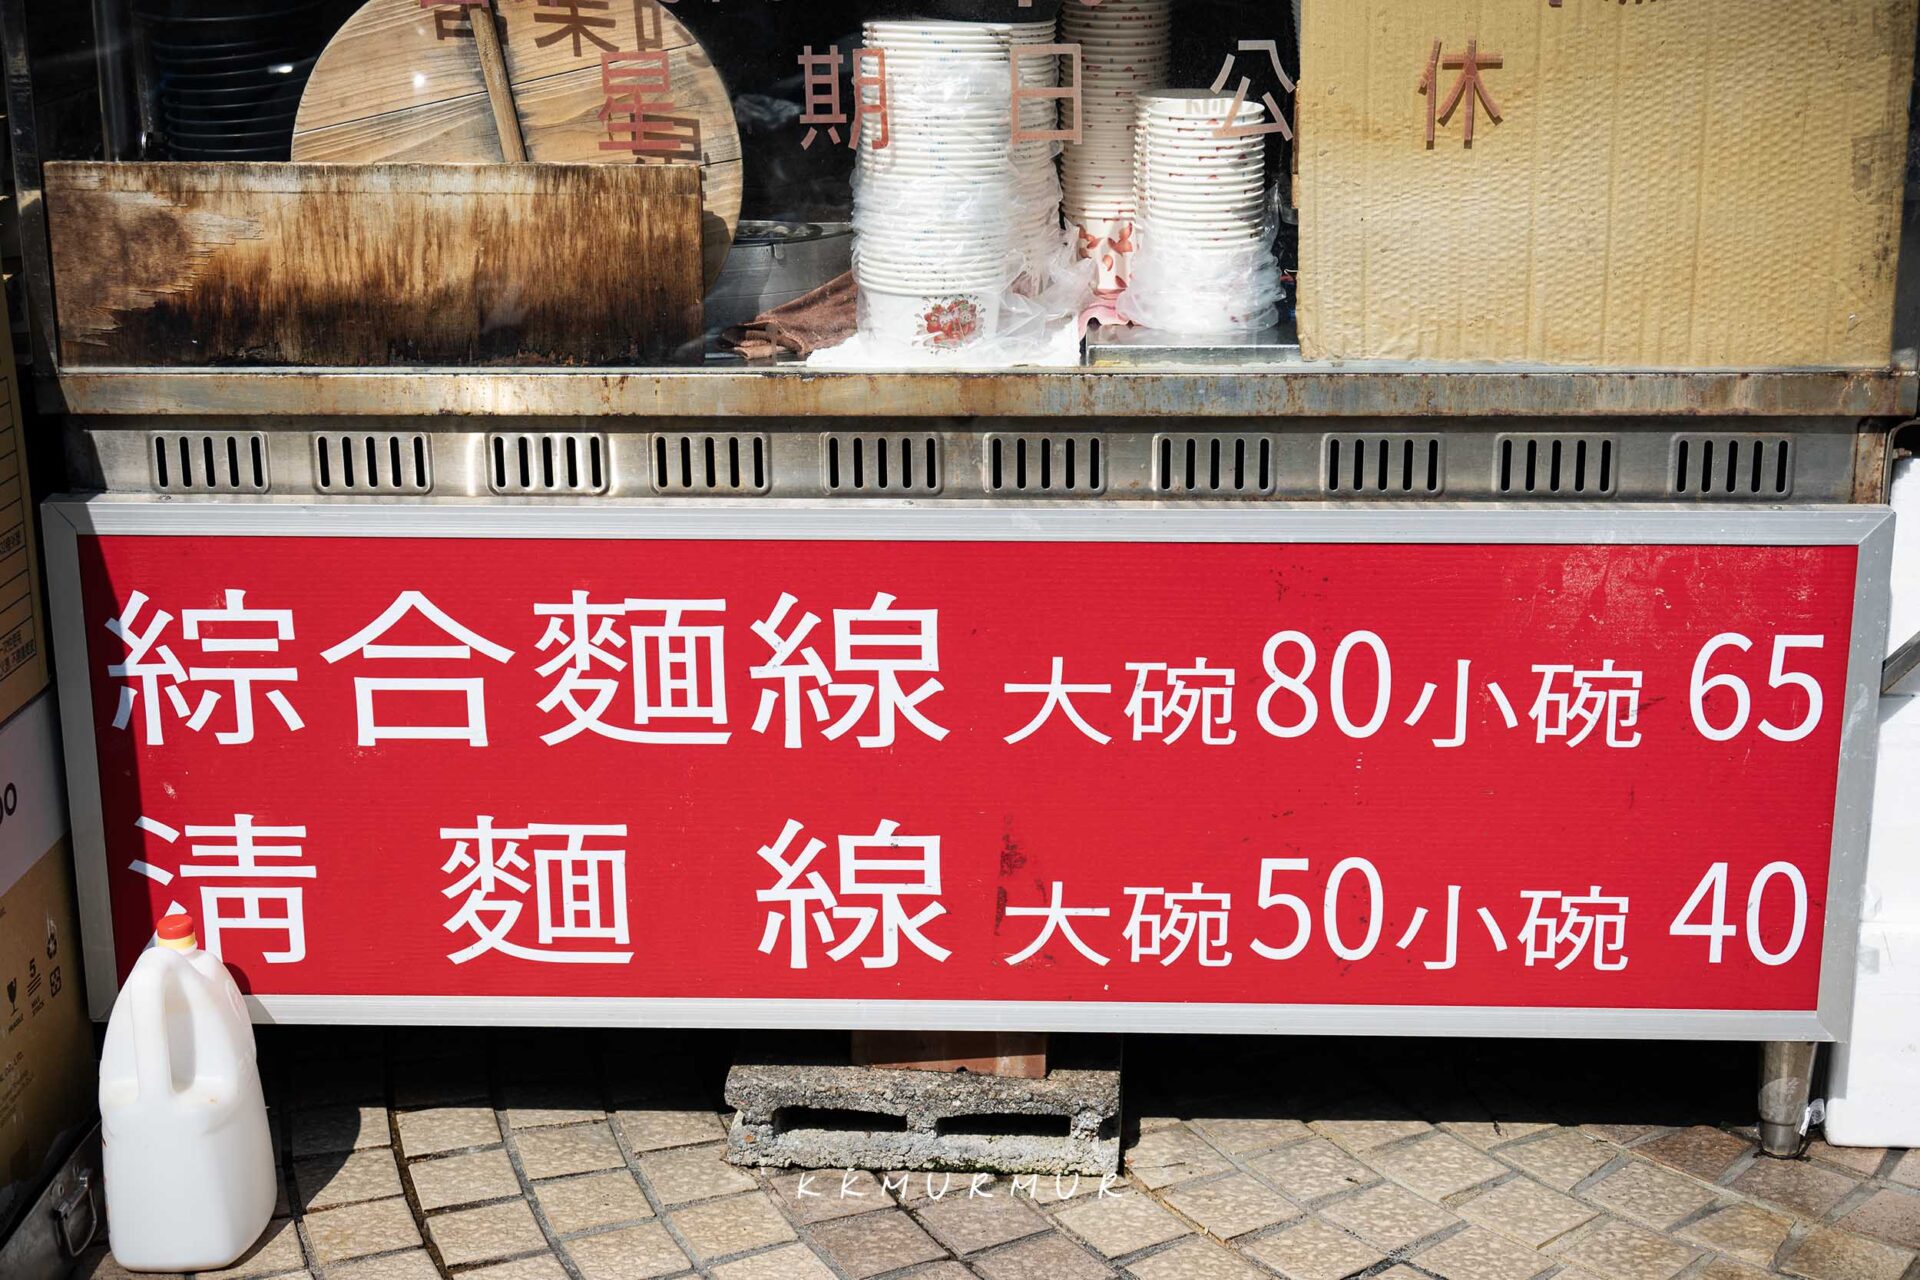 星期日公休
綜合麵線 大碗80小碗 65
清麵線 大碗50小碗 40
KKMURMUR